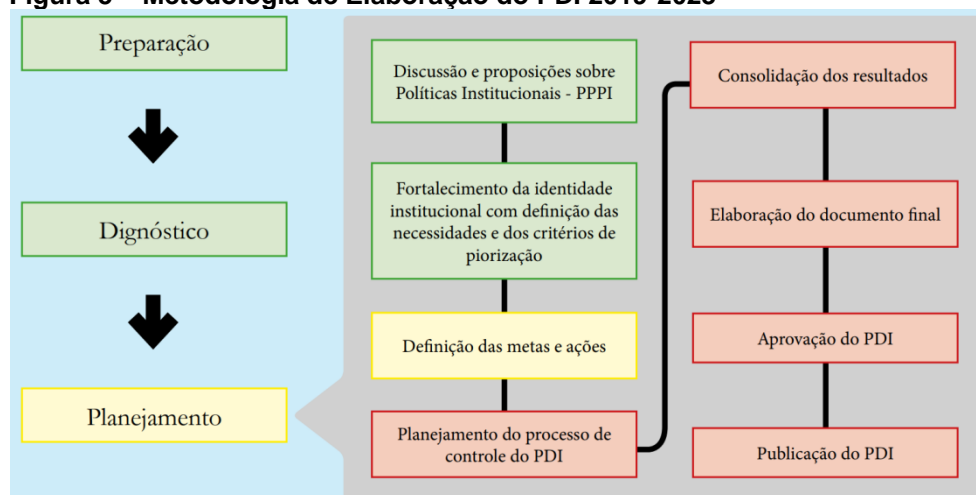 Figura – Metodologia de Elaboração do PDI
Preparação
Dignóstico
Planejamento
Discussão e proposições sobre
Políticas Institucionais - PPPI
Fortalecimento da identidade
institucional com definição das
necessidades e dos critérios de
piorização
Definição das metas e ações
Planejamento do processo de
controle do PDI
Consolidação dos resultados
Elaboração do documento final
Aprovação do PDI
Publicação do PDI